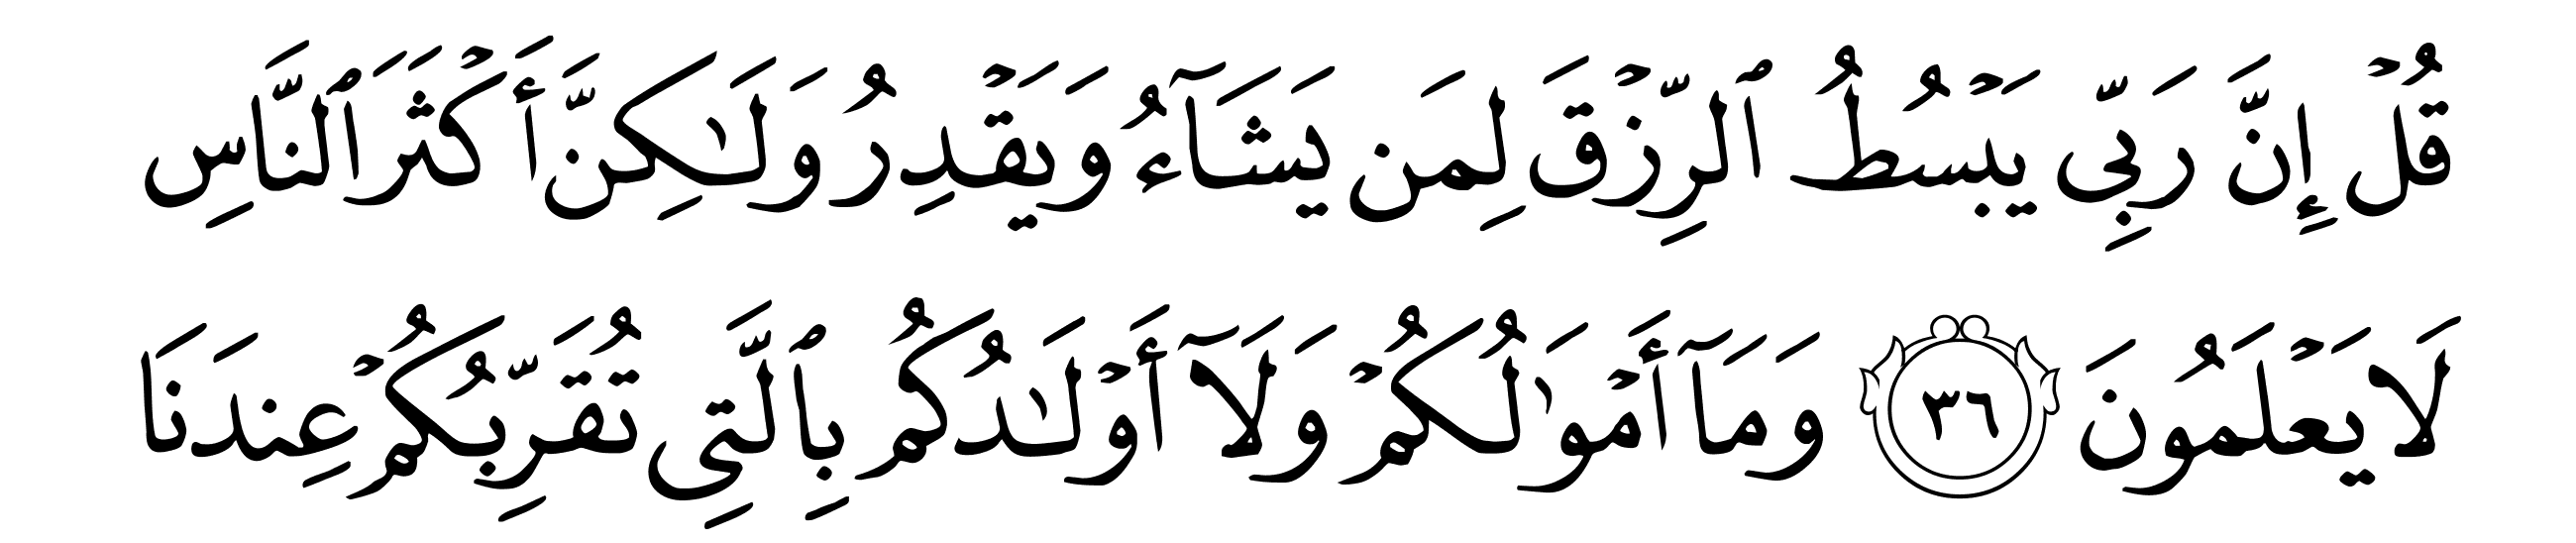 قُلۡ إِنَّ رَبِّي يَبۡسُطُ ٱلرِّزۡقَ لِمَن يَشَآءُ وَيَقۡدِرُ وَلَٰكِنَّ أَكۡثَرَ ٱلنَّاسِ
لَا يَعۡلَمُونَ ٣٦ وَمَآ أَمۡوَٰلُكُمۡ وَلَآ أَوۡلَٰدُكُم بِٱلَّتِي تُقَرِّبُكُمۡ عِندَنَا